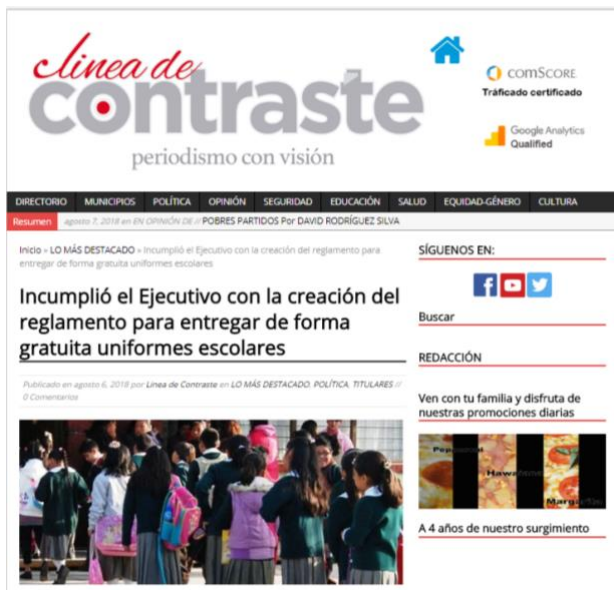 Linea de
contraste
periodismo con visión
comSCORE
Tráficado certificado
Google Analytics
Qualified
DIRECTORIO MUNICIPIOS POLÍTICA OPINIÓN SEGURIDAD EDUCACIÓN SALUD EQUIDAD-GÉNERO CULTURA
Resumen agosto 7, 2018 en EN OPINIÓN DE // POBRES PARTIDOS Por DAVID RODRÍGUEZ SILVA
Inicio » LO MÁS DESTACADO » Incumplió el Ejecutivo con la creación del reglamento para
entregar de forma gratuita uniformes escolares
Incumplió el Ejecutivo con la creación del
reglamento para entregar de forma
gratuita uniformes escolares
Publicado en agosto 6, 2018 por Linea de Contraste en LO MÁS DESTACADO, POLÍTICA, TITULARES //
0 Comentarios
SÍGUENOS EN:
Buscar
REDACCIÓN
Ven con tu familia y disfruta de
nuestras promociones diarias
Pepperoni
Hawaiana
A 4 años de nuestro surgimiento